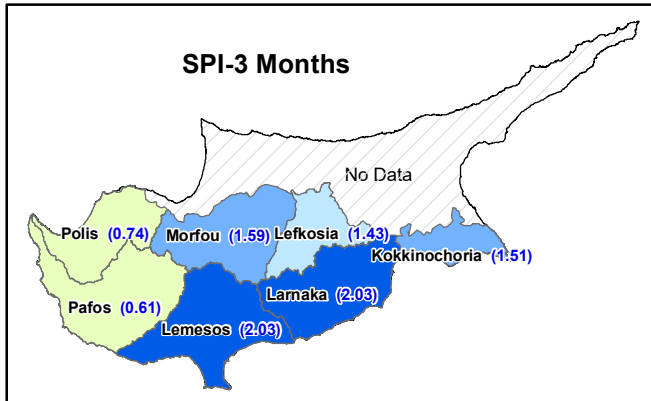 SPI-3 Months
No Data
Polis (0.74)
Morfou (1.59)
Lefkosia (1.43)
Kokkinochoria (1.51)
Pafos (0.61)
Larnaka (2.03)
Lemesos (2.03)